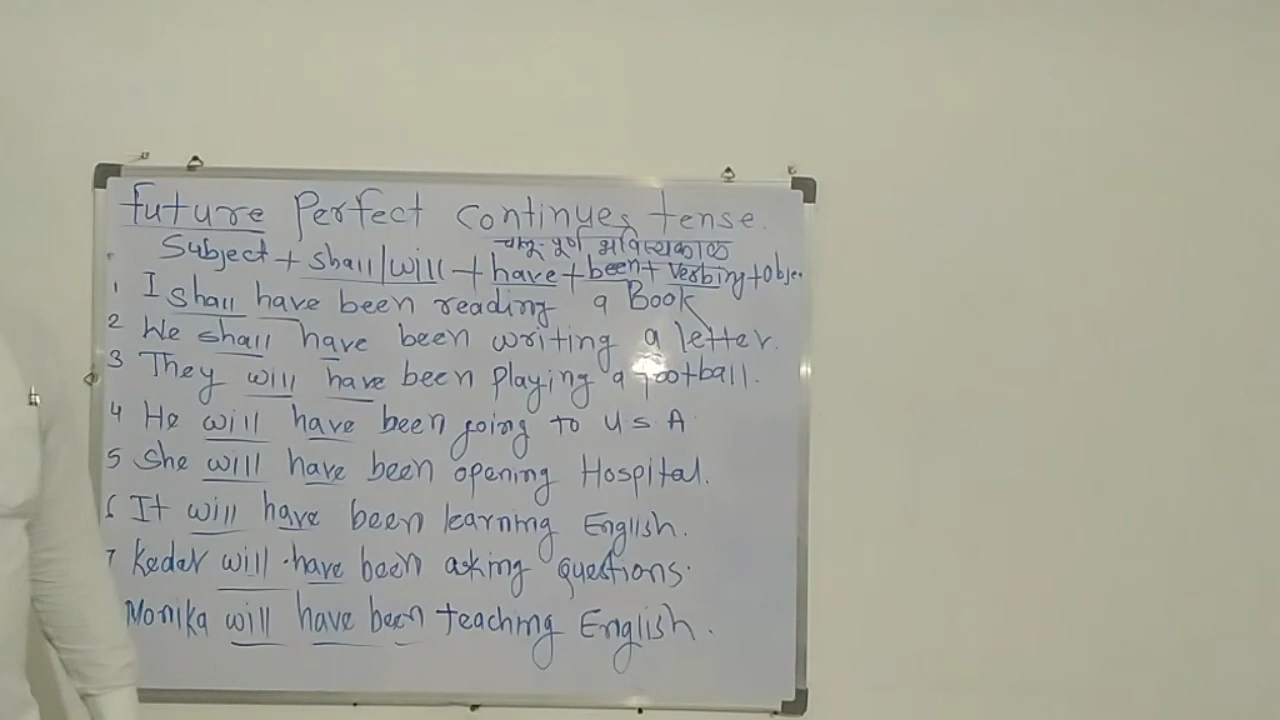 Future Perfect Continues tense.
चालू पूर्ण भविष्यकाळ
Subject + shall/will + have + been + Verbing + Objec
1 I shall have been reading a Book
2 We shall have been writing a letter.
3 They will have been playing a football.
4 He will have been going to U S A
5 She will have been opening Hospital.
6 It will have been learning English.
7 Kedar will have been asking questions.
Monika will have been teaching English.